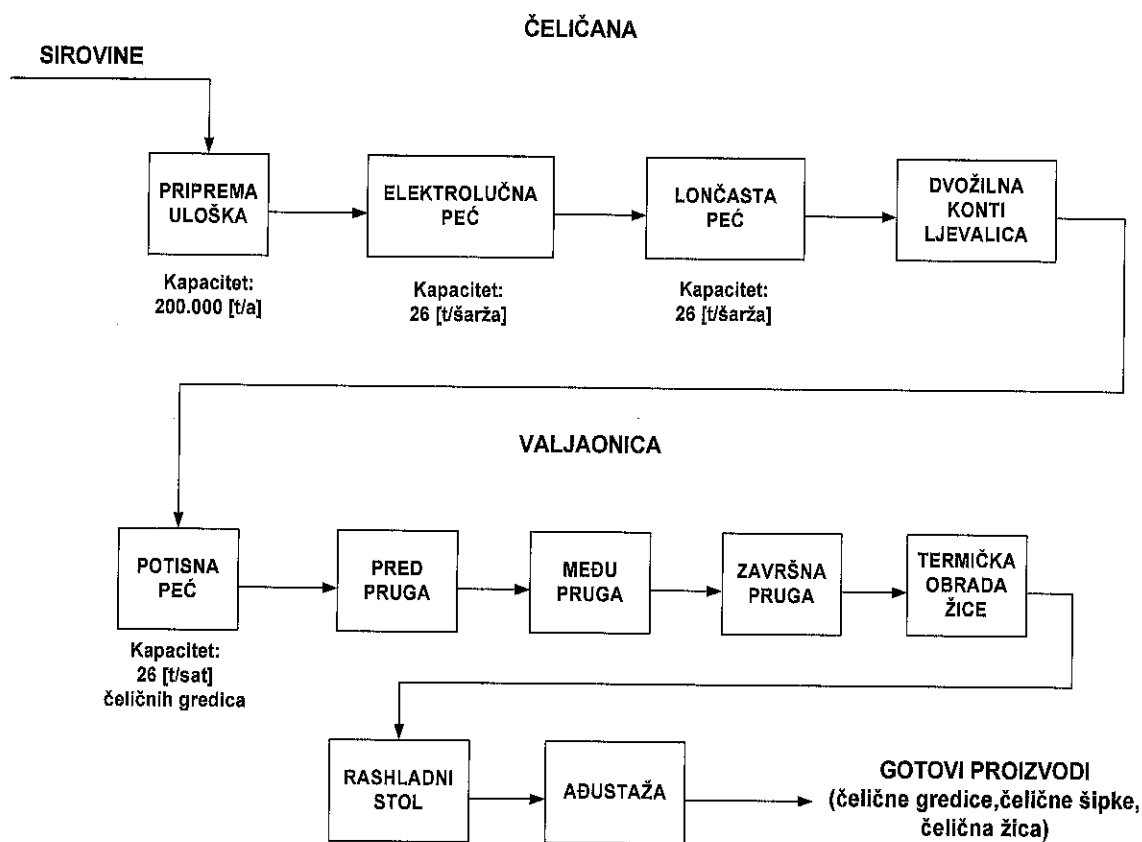 ČELIČANA
SIROVINE
PRIPREMA
ULOŠKA
Kapacitet:
200.000 [t/a]
ELEKTROLUČNA
PEĆ
Kapacitet:
26 [t/šarža]
LONČASTA
PEĆ
Kapacitet:
26 [t/šarža]
DVOŽILNA
KONTI
LJEVALICA
VALJAONICA
POTISNA
PEĆ
Kapacitet:
26 [t/sat]
čeličnih gredica
PRED
PRUGA
MEĐU
PRUGA
ZAVRŠNA
PRUGA
TERMIČKA
OBRADA
ŽICE
RASHLADNI
STOL
AĐUSTAŽA
GOTOVI PROIZVODI
(čelične gredice,čelične šipke,
čelična žica)